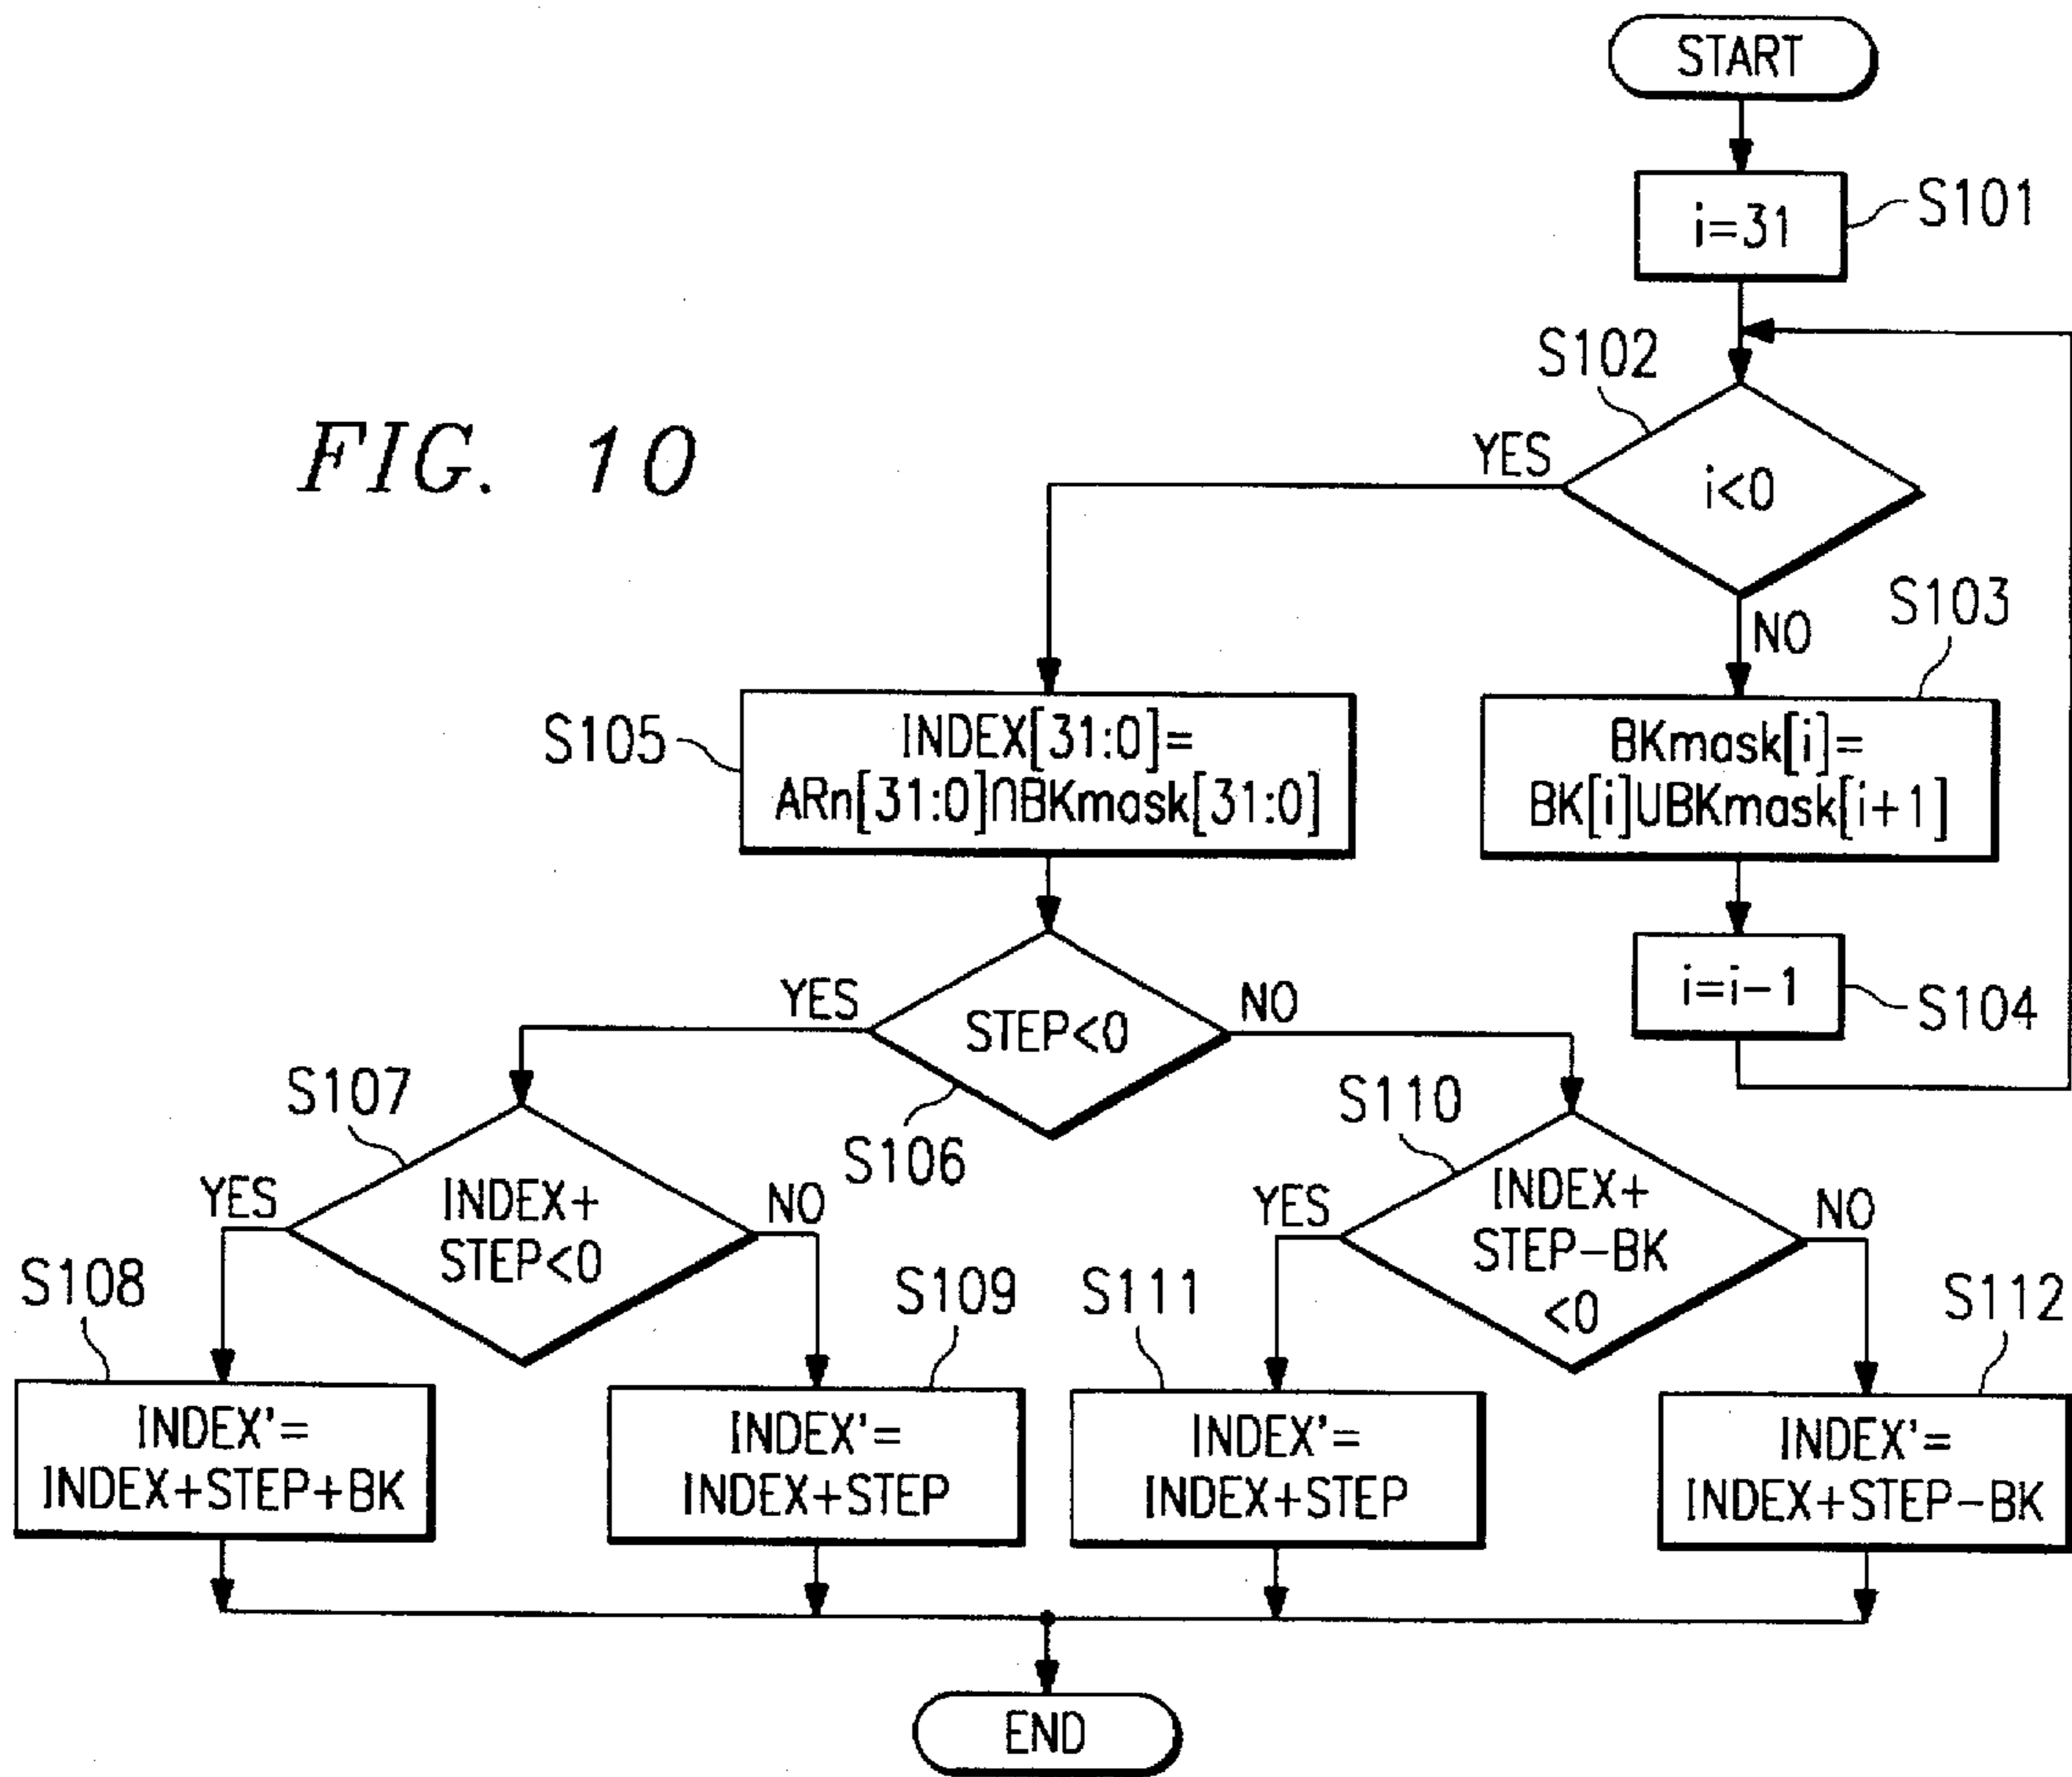 START
i=31
S101
S102
FIG. 10
YES
i<0
NO
S103
S105
INDEX[31:0]=
ARn[31:0]∩BKmask[31:0]
BKmask[i]=
BK[i]UBKmask[i+1]
i=i-1
S104
YES
STEP<0
NO
S106
S107
YES
INDEX+
STEP<0
NO
S110
YES
INDEX+
STEP-BK
<0
NO
S108
INDEX'=
INDEX+STEP+BK
S109
INDEX'=
INDEX+STEP
S111
INDEX'=
INDEX+STEP
S112
INDEX'=
INDEX+STEP-BK
END